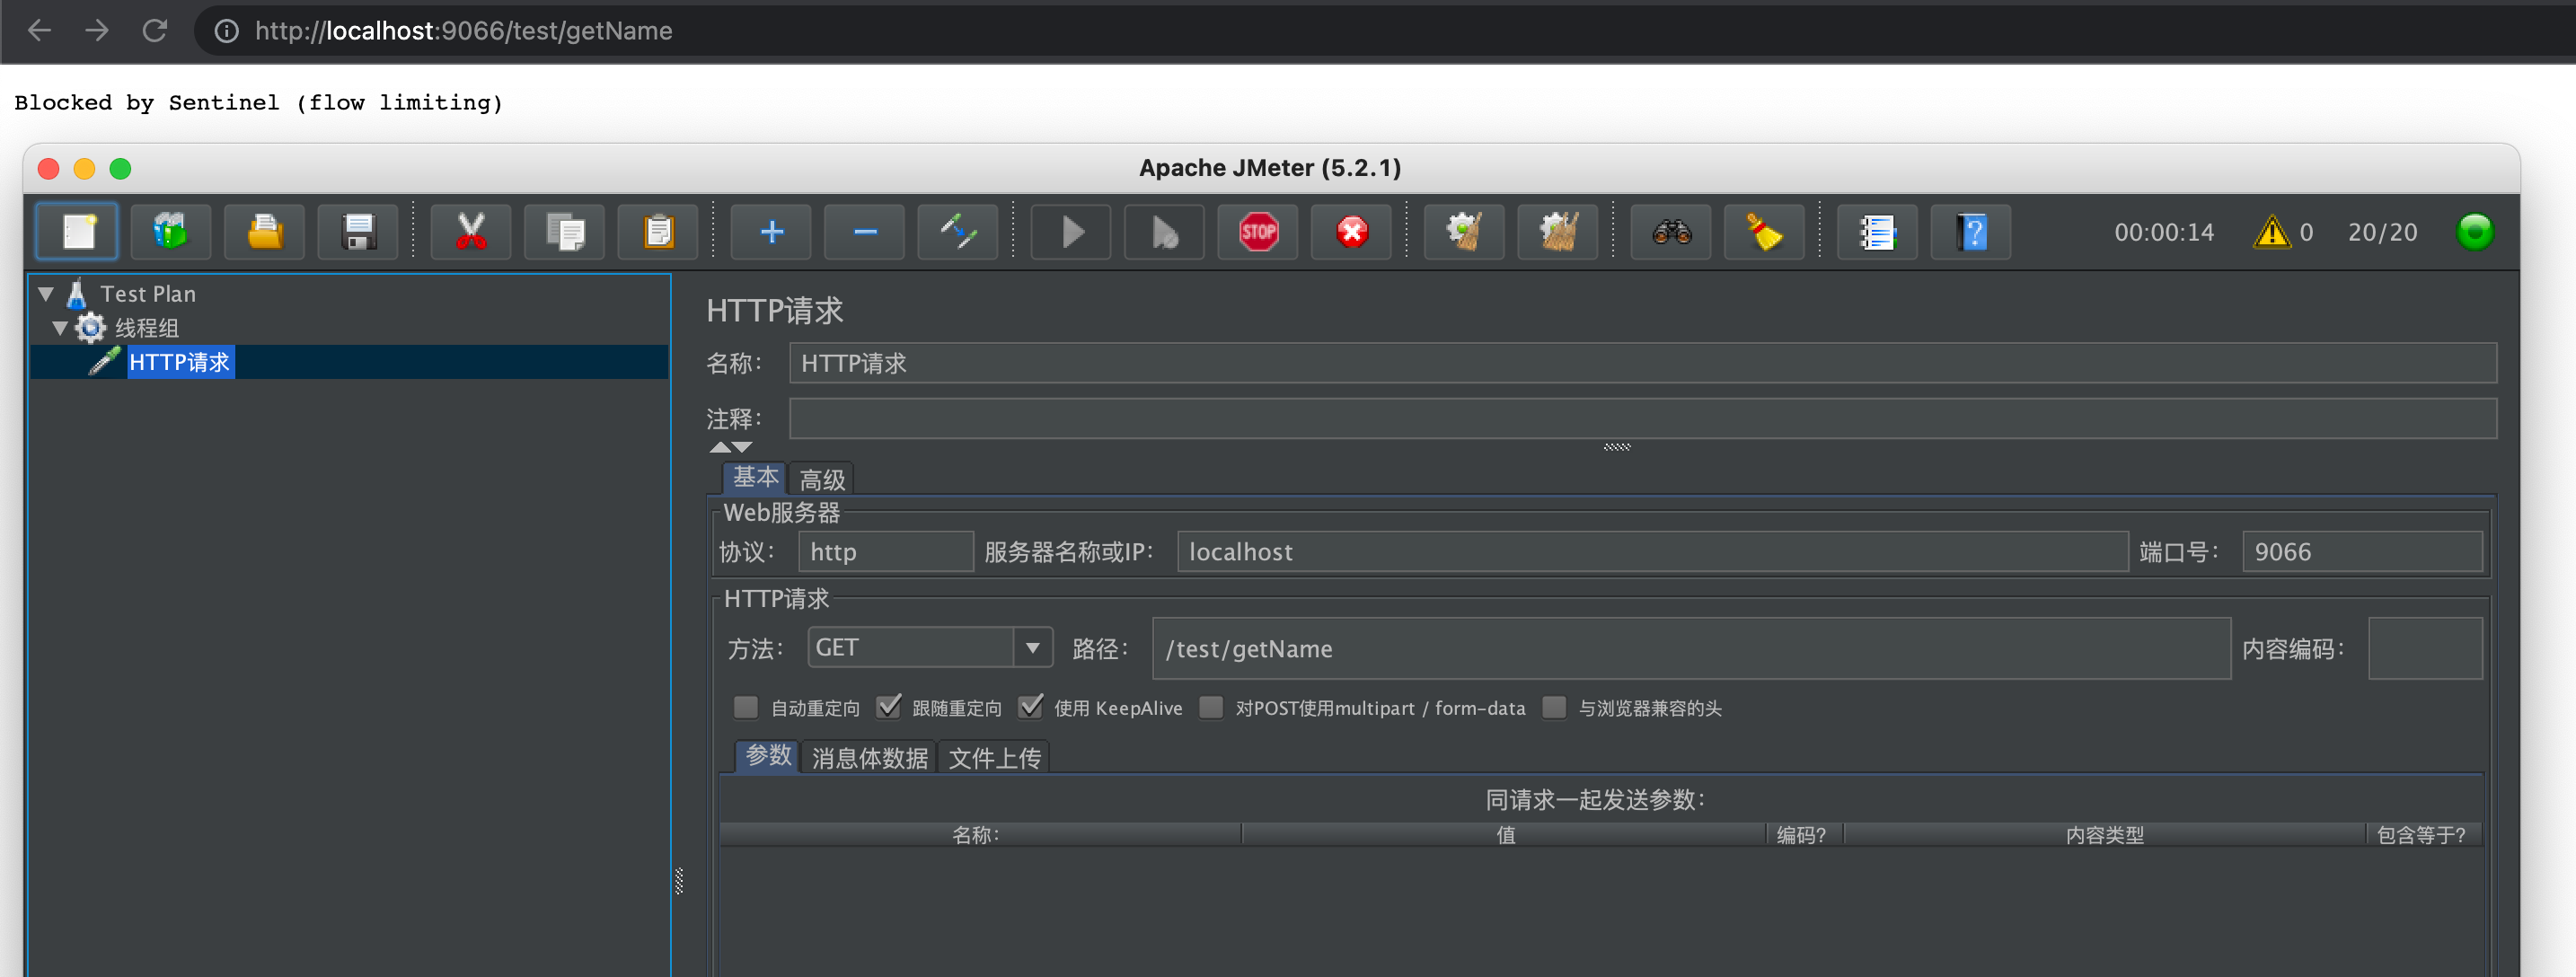 http://localhost:9066/test/getName
Blocked by Sentinel (flow limiting)
Apache JMeter (5.2.1)
STOP
?
00:00:14 0 20/20
Test Plan
线程组
HTTP请求
HTTP请求
名称： HTTP请求
注释：
基本 高级
Web服务器
协议： http 服务器名称或IP： localhost 端口号： 9066
HTTP请求
方法： GET 路径： /test/getName 内容编码：
自动重定向 跟随重定向 使用 KeepAlive 对POST使用multipart / form-data 与浏览器兼容的头
参数 消息体数据 文件上传
同请求一起发送参数：
名称： 值 编码? 内容类型 包含等于?